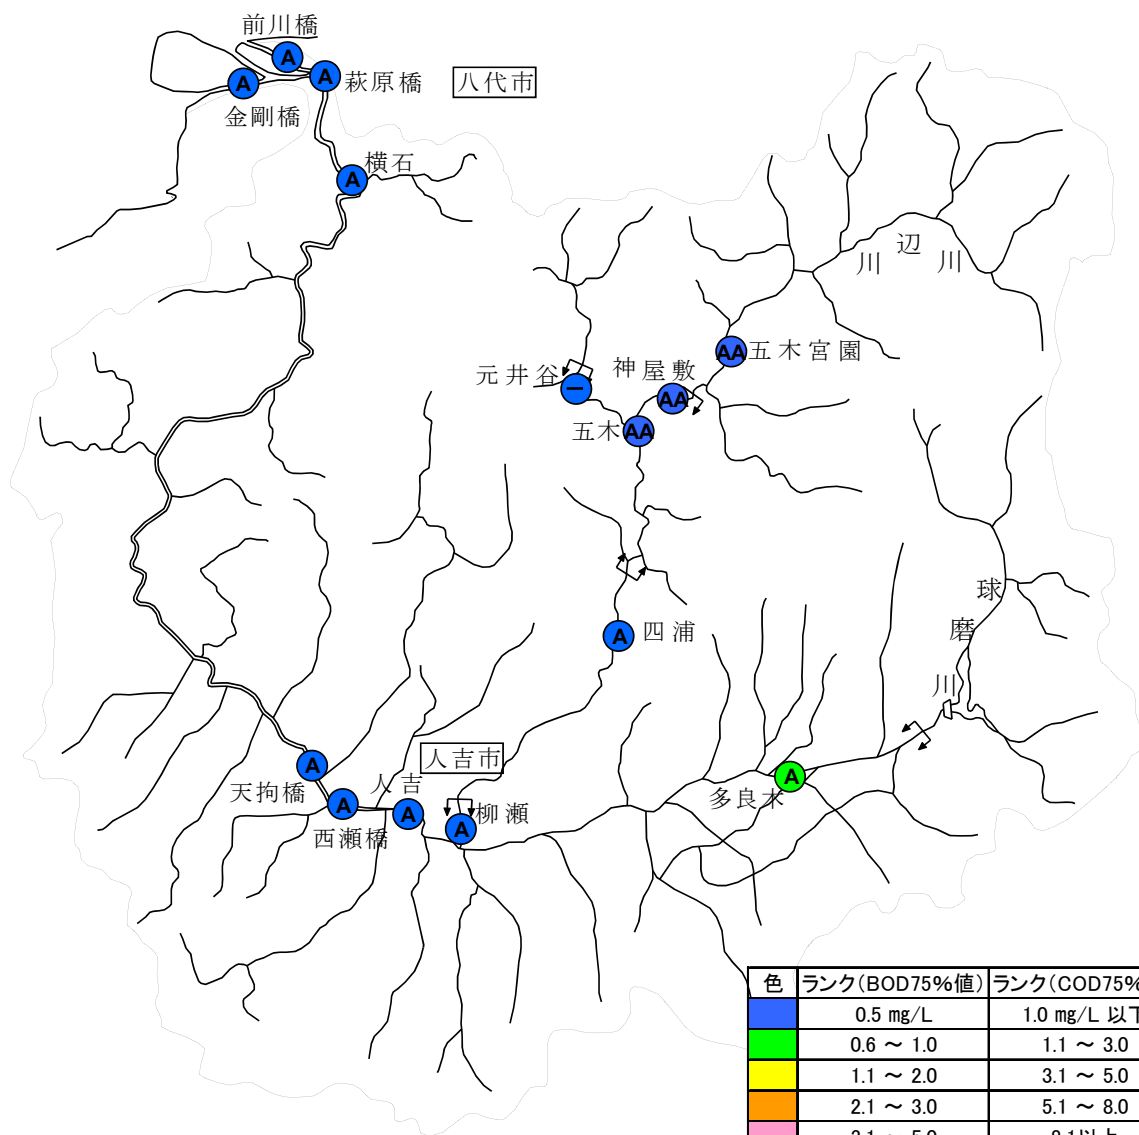 前川橋
A
A
萩原橋
八代市
A
金剛橋
A
横石
川辺川
AA
五木宮園
元井谷
—
神屋敷
AA
五木
AA
球磨川
A
四浦
人吉市
A
天拘橋
A
西瀬橋
人吉
A
柳瀬
A
A
多良木
色 ランク(BOD75%値) ランク(COD75%
0.5 mg/L 1.0 mg/L 以下
0.6 ～ 1.0 1.1 ～ 3.0
1.1 ～ 2.0 3.1 ～ 5.0
2.1 ～ 3.0 5.1 ～ 8.0